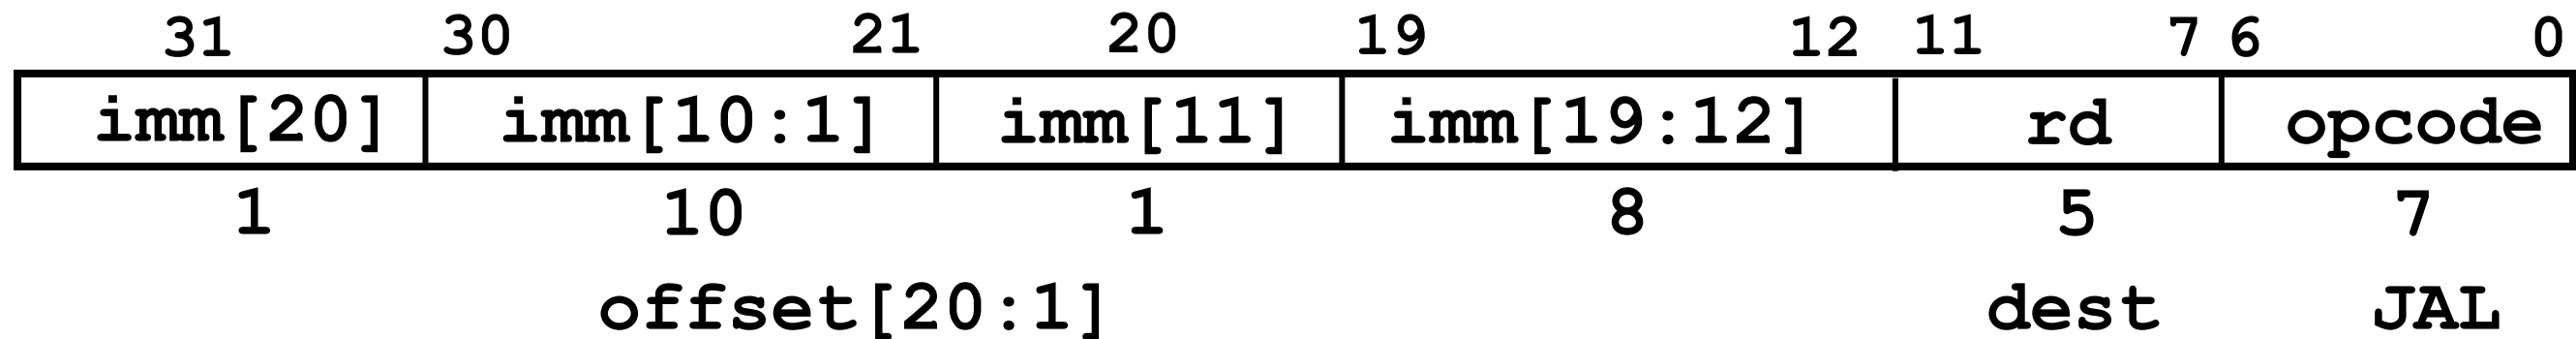 31 30 21 20 19 12 11 7 6 0
imm[20] imm[10:1] imm[11] imm[19:12] rd opcode
1 10 1 8 5 7
offset[20:1] dest JAL